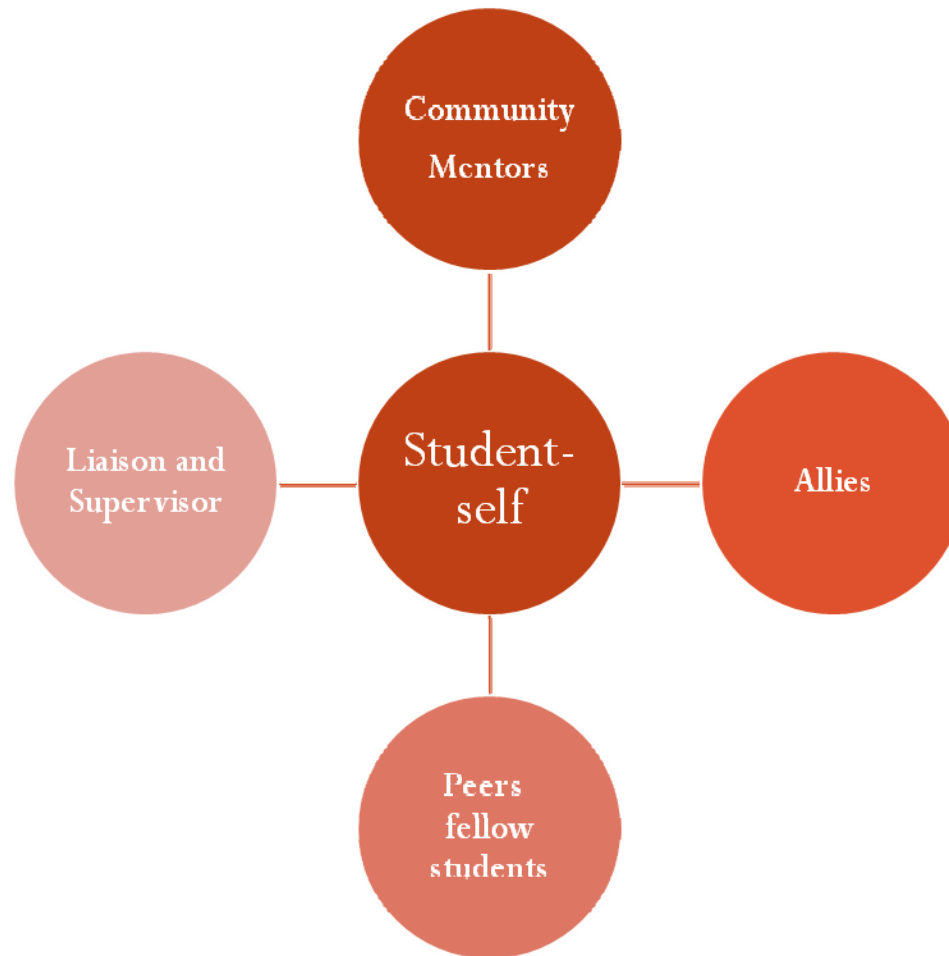 Community
Mentors
Liaison and
Supervisor
Student-
self
Allies
Peers
fellow
students